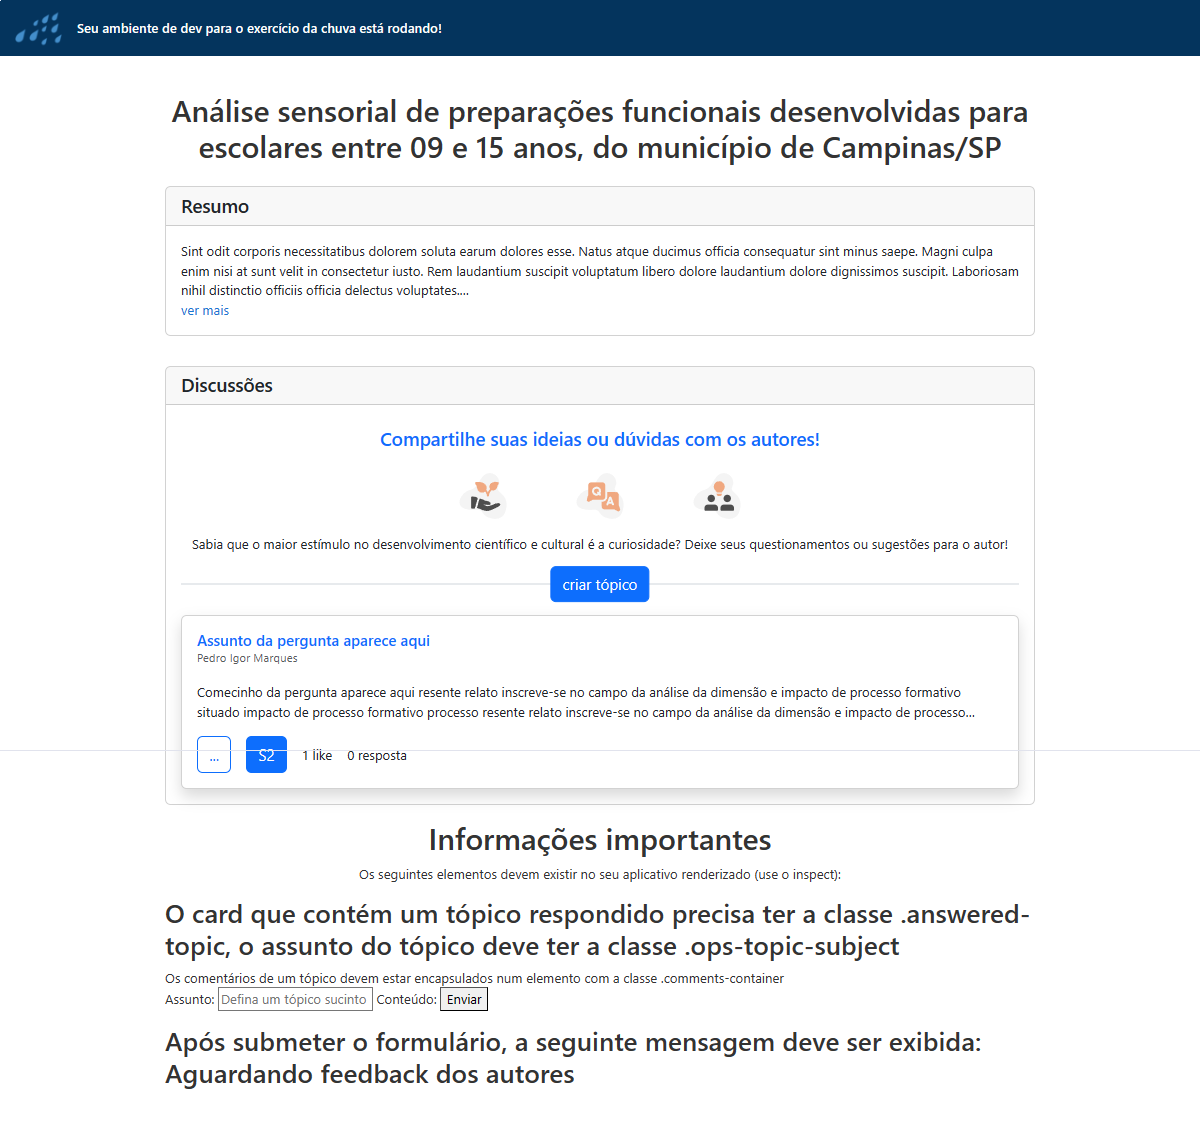 Seu ambiente de dev para o exercício da chuva está rodando!
Análise sensorial de preparações funcionais desenvolvidas para
escolares entre 09 e 15 anos, do município de Campinas/SP
Resumo
Sint odit corporis necessitatibus dolorem soluta earum dolores esse. Natus atque ducimus officia consequatur sint minus saepe. Magni culpa
enim nisi at sunt velit in consectetur iusto. Rem laudantium suscipit voluptatum libero dolore laudantium dolore dignissimos suscipit. Laboriosam
nihil distinctio officiis officia delectus voluptates....
ver mais
Discussões
Compartilhe suas ideias ou dúvidas com os autores!
Q
A
Sabia que o maior estímulo no desenvolvimento científico e cultural é a curiosidade? Deixe seus questionamentos ou sugestões para o autor!
criar tópico
Assunto da pergunta aparece aqui
Pedro Igor Marques
Comecinho da pergunta aparece aqui resente relato inscreve-se no campo da análise da dimensão e impacto de processo formativo
situado impacto de processo formativo processo resente relato inscreve-se no campo da análise da dimensão e impacto de processo...
... S2 1 like 0 resposta
Informações importantes
Os seguintes elementos devem existir no seu aplicativo renderizado (use o inspect):
O card que contém um tópico respondido precisa ter a classe .answered-
topic, o assunto do tópico deve ter a classe .ops-topic-subject
Os comentários de um tópico devem estar encapsulados num elemento com a classe .comments-container
Assunto: Defina um tópico sucinto Conteúdo: Enviar
Após submeter o formulário, a seguinte mensagem deve ser exibida:
Aguardando feedback dos autores